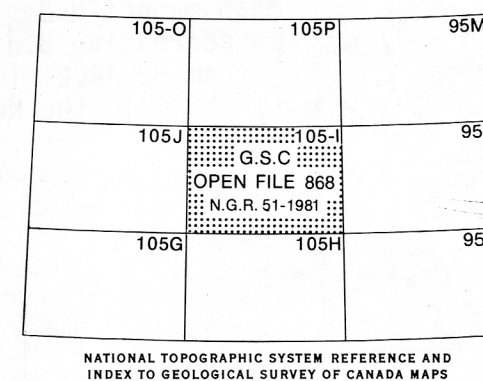 105-O 105P 95M
105J 105-I 95
G.S.C
OPEN FILE 868
N.G.R. 51-1981
105G 105H 95
NATIONAL TOPOGRAPHIC SYSTEM REFERENCE AND
INDEX TO GEOLOGICAL SURVEY OF CANADA MAPS